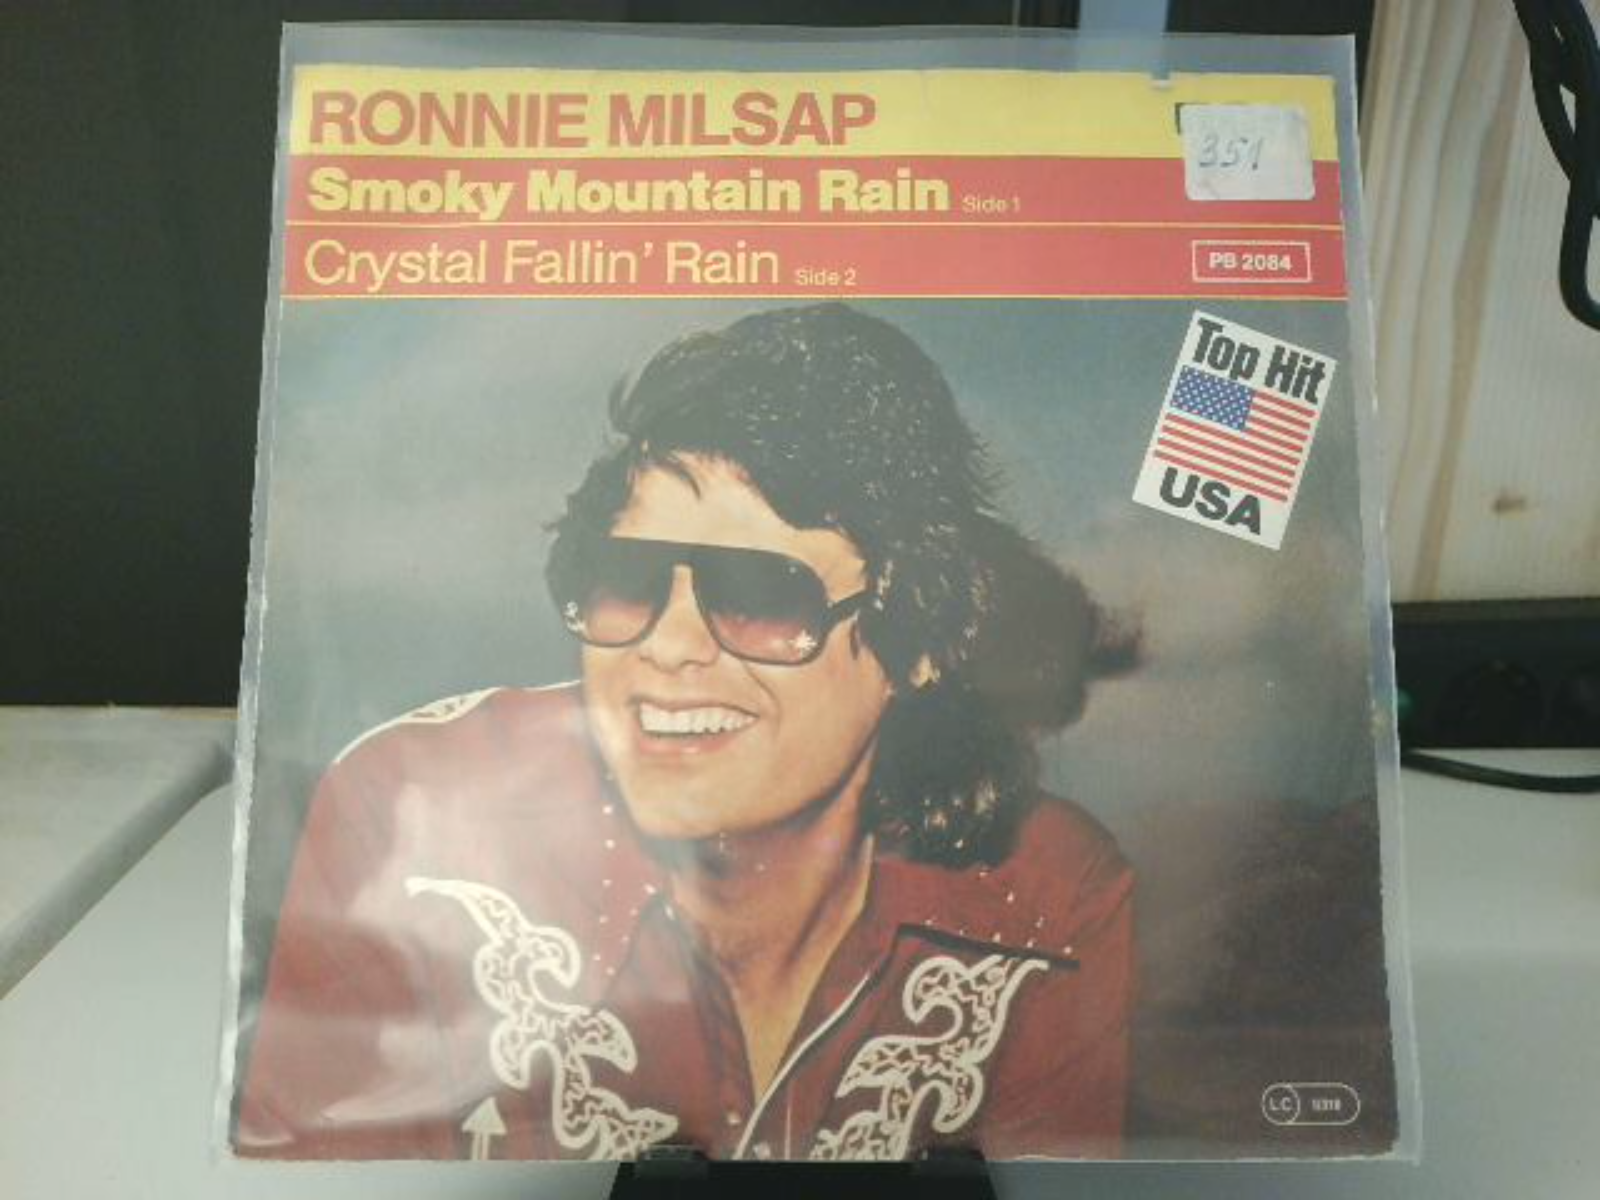 RONNIE MILSAP
351
Smoky Mountain Rain Side 1
Crystal Fallin' Rain Side 2
PB 2084
Top Hit
USA
LC